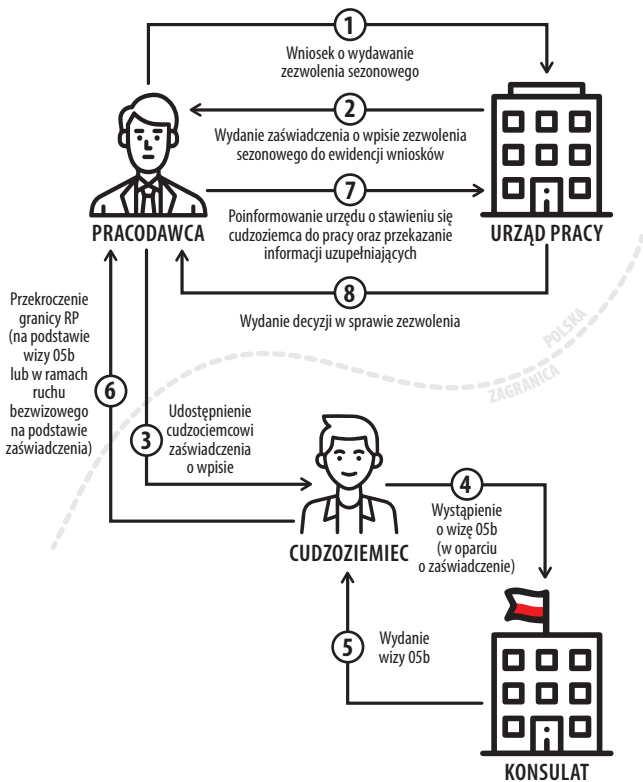 1
Wniosek o wydawanie
zezwolenia sezonowego
2
Wydanie zaświadczenia o wpisie zezwolenia
sezonowego do ewidencji wniosków
7
Poinformowanie urzędu o stawieniu się
cudzoziemca do pracy oraz przekazanie
informacji uzupełniających
PRACODAWCA
URZĄD PRACY
8
Wydanie decyzji w sprawie zezwolenia
POLSKA
ZAGRANICA
Przekroczenie
granicy RP
(na podstawie
wizy 05b
lub w ramach
ruchu
bezwizowego
na podstawie
zaświadczenia)
6
3
Udostępnienie
cudzociemcowi
zaświadczenia
o wpisie
CUDZOZIEMIEC
4
Wystąpienie
o wizę 05b
(w oparciu
o zaświadczenie)
5
Wydanie
wizy 05b
KONSULAT